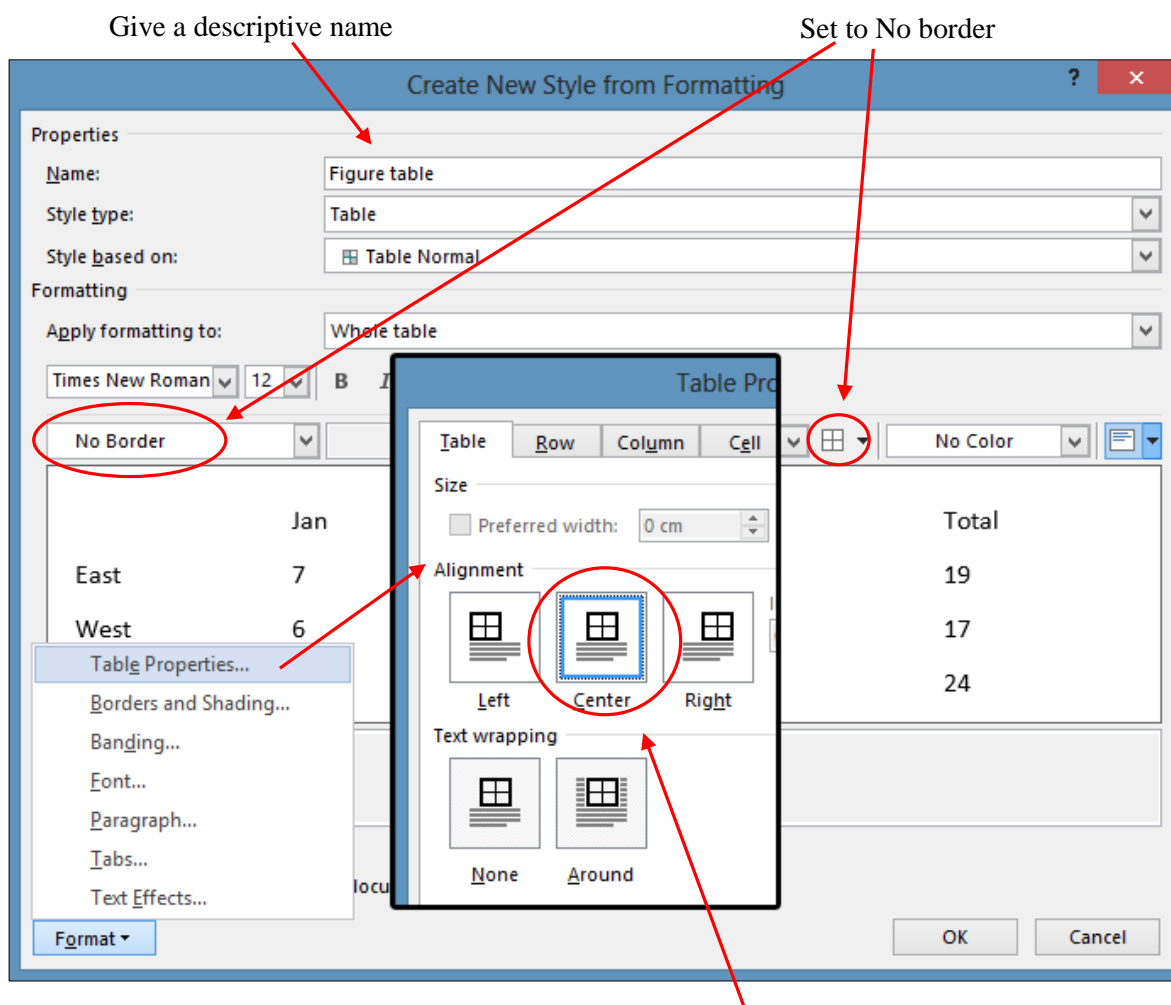 Give a descriptive name
Set to No border
Create New Style from Formatting
?
Properties
Name: Figure table
Style type: Table
Style based on: Table Normal
Formatting
Apply formatting to: Whole table
Times New Roman 12 B I
No Border
No Color
Jan Total
East 7 19
West 6 17
24
Table Properties...
Borders and Shading...
Banding...
Font...
Paragraph...
Tabs...
Text Effects...
Format
Table Pro
Table Row Column Cell
Size
Preferred width: 0 cm
Alignment
Left Center Right
Text wrapping
None Around
locu
OK Cancel